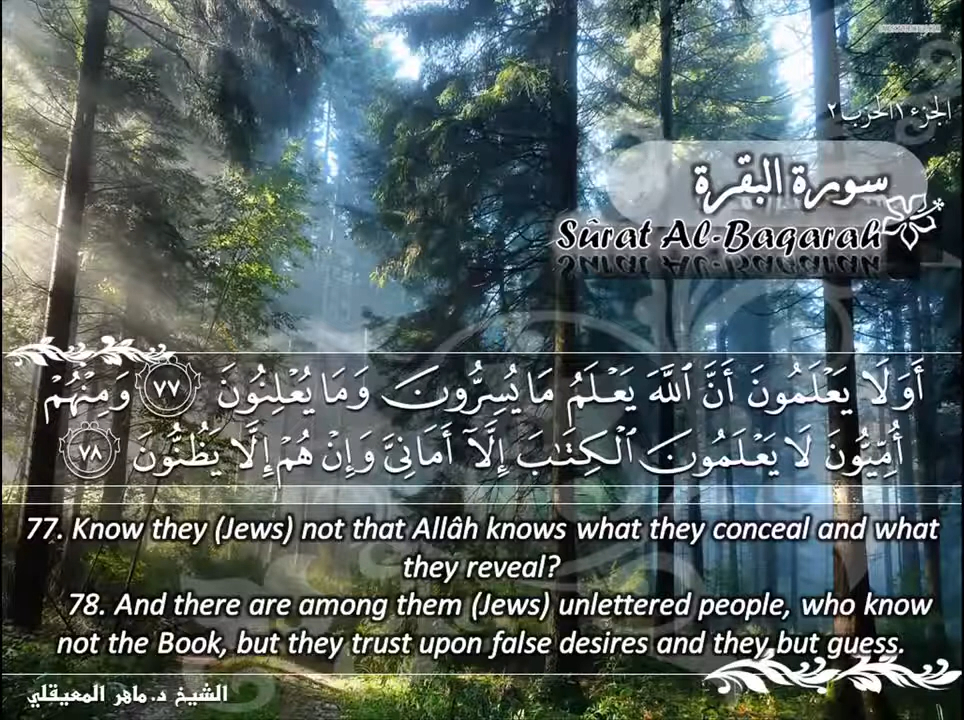 الجزء ١ الحزب ٢
سورة البقرة
Sûrat Al-Baqarah
أَوَلَا يَعْلَمُونَ أَنَّ ٱللَّهَ يَعْلَمُ مَا يُسِرُّونَ وَمَا يُعْلِنُونَ ٧٧ وَمِنْهُمْ
أُمِّيُّونَ لَا يَعْلَمُونَ ٱلْكِتَٰبَ إِلَّآ أَمَانِىَّ وَإِنْ هُمْ إِلَّا يَظُنُّونَ ٧٨
77. Know they (Jews) not that Allâh knows what they conceal and what
they reveal?
78. And there are among them (Jews) unlettered people, who know
not the Book, but they trust upon false desires and they but guess.
الشيخ د. ماهر المعيقلي